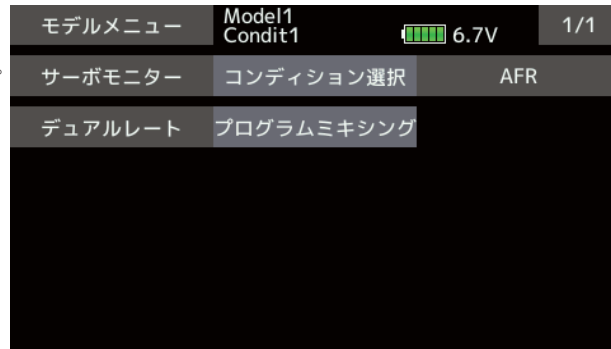 モデルメニュー
Model1
Condit1
6.7V
1/1
サーボモニター
コンディション選択
AFR
デュアルレート
プログラムミキシング